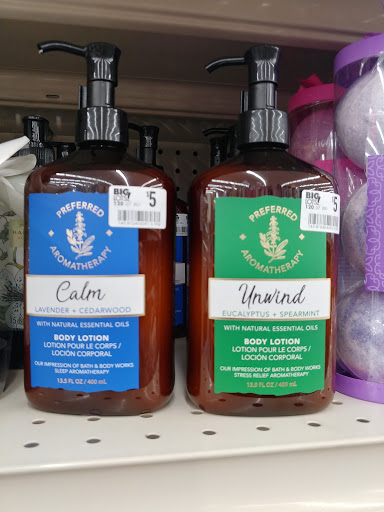 PREFERRED
AROMATHERAPY
Calm
LAVENDER + CEDARWOOD
WITH NATURAL ESSENTIAL OILS
BODY LOTION
LOTION POUR LE CORPS/
LOCIÓN CORPORAL
OUR IMPRESSION OF BATH & BODY WORKS
SLEEP AROMATHERAPY
13.5 FL OZ / 400 mL
BIG
$5
PREFERRED
AROMATHERAPY
Unwind
EUCALYPTUS + SPEARMINT
WITH NATURAL ESSENTIAL OILS
BODY LOTION
LOTION POUR LE CORPS/
LOCIÓN CORPORAL
OUR IMPRESSION OF BATH & BODY WORKS
STRESS RELIEF AROMATHERAPY
13.5 FL OZ / 400 mL
BIG